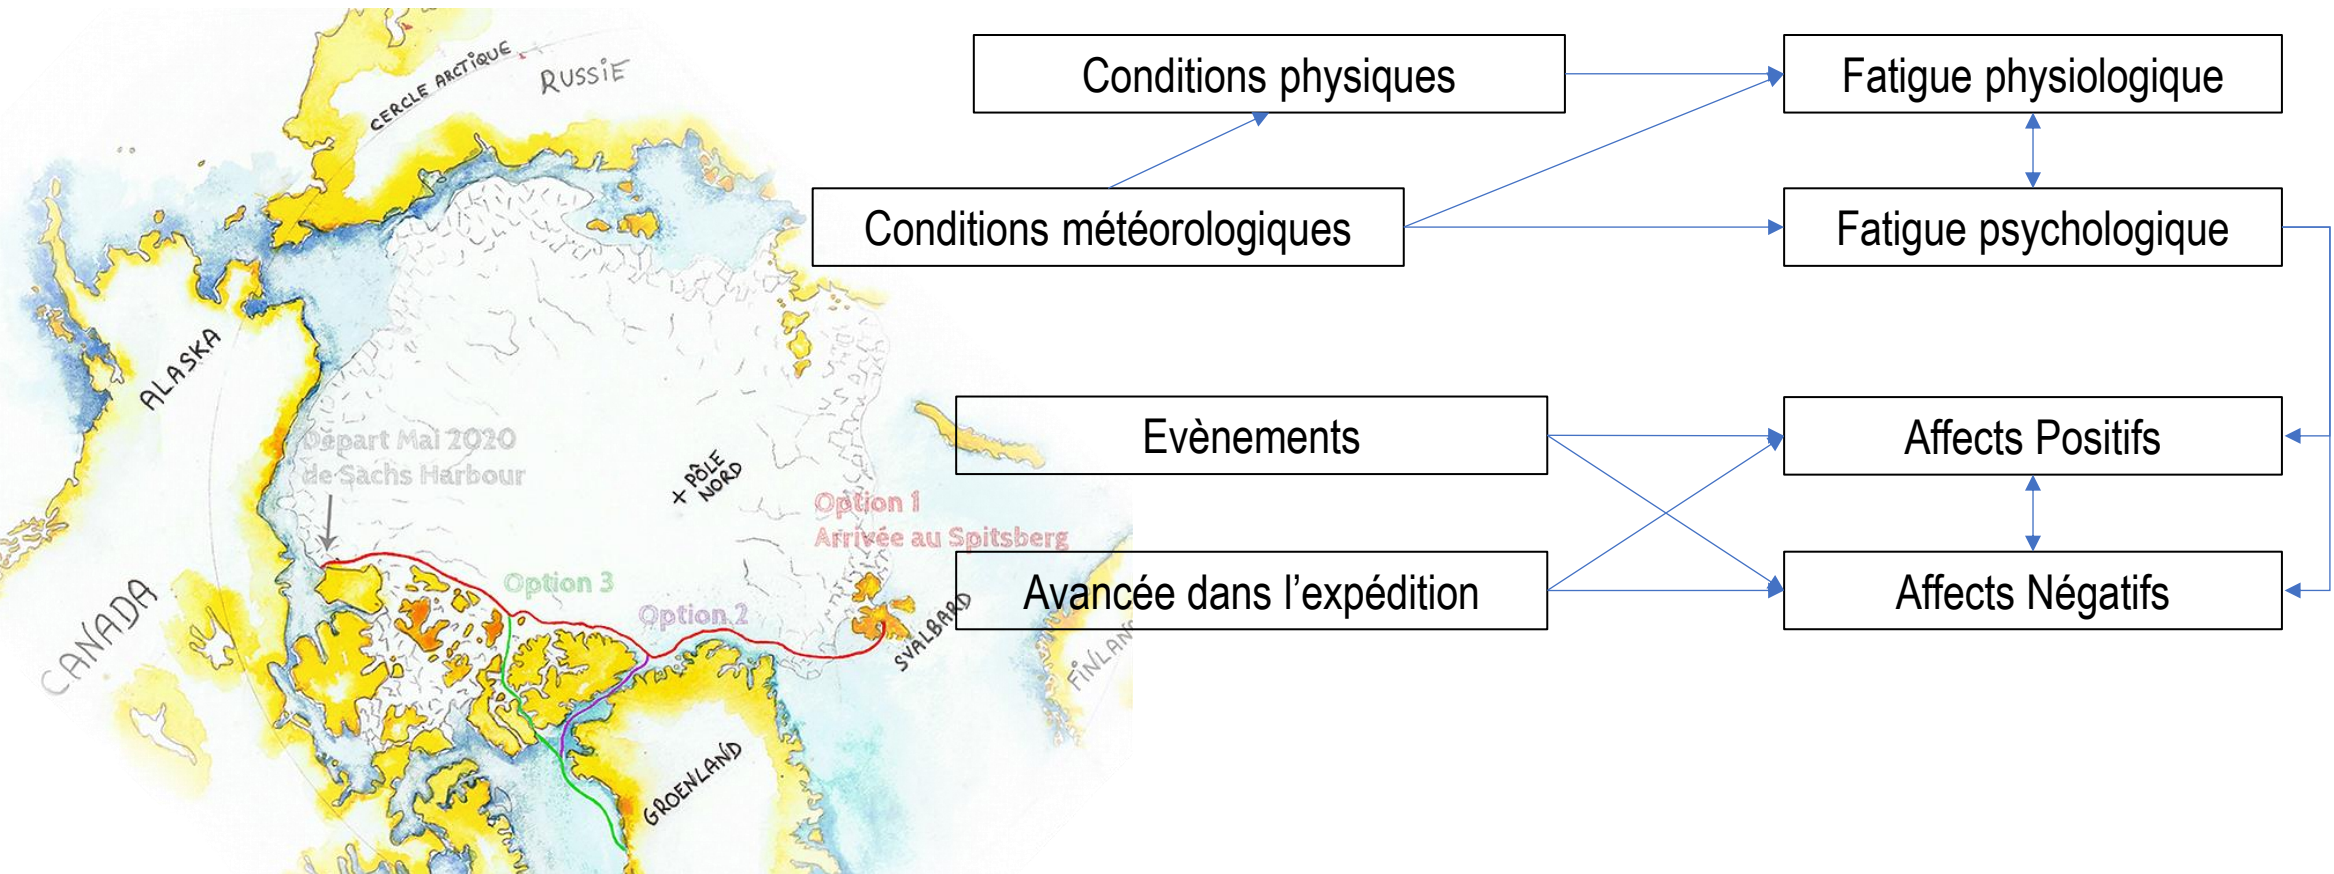 CERCLE ARCTIQUE
RUSSIE
ALASKA
CANADA
Départ Mai 2020
de Sachs Harbour
+ PÔLE
NORD
Option 1
Arrivée au Spitsberg
Option 3
Option 2
SVALBARD
FINLAN
GROENLAND
Conditions physiques
Fatigue physiologique
Conditions météorologiques
Fatigue psychologique
Evènements
Affects Positifs
Avancée dans l’expédition
Affects Négatifs